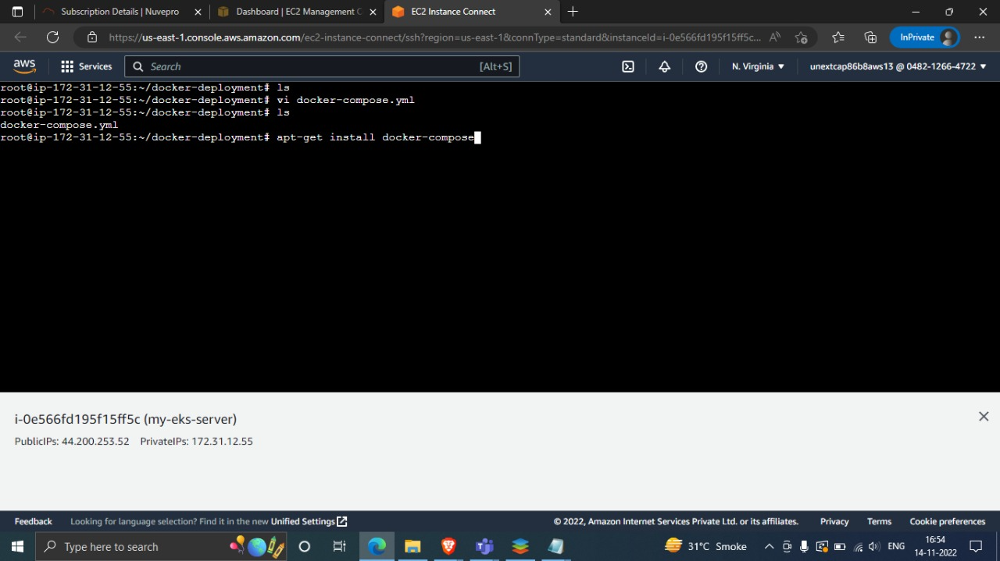 Subscription Details | Nuvepro
Dashboard | EC2 Management C
EC2 Instance Connect
https://us-east-1.console.aws.amazon.com/ec2-instance-connect/ssh?region=us-east-1&connType=standard&instanceId=i-0e566fd195f15ff5c...
InPrivate
aws
Services
Search
[Alt+S]
N. Virginia
unextcap86b8aws13 @ 0482-1266-4722
root@ip-172-31-12-55:~/docker-deployment# ls
root@ip-172-31-12-55:~/docker-deployment# vi docker-compose.yml
root@ip-172-31-12-55:~/docker-deployment# ls
docker-compose.yml
root@ip-172-31-12-55:~/docker-deployment# apt-get install docker-compose
i-0e566fd195f15ff5c (my-eks-server)
PublicIPs: 44.200.253.52 PrivateIPs: 172.31.12.55
Feedback
Looking for language selection? Find it in the new Unified Settings
© 2022, Amazon Internet Services Private Ltd. or its affiliates.
Privacy
Terms
Cookie preferences
Type here to search
31°C Smoke
ENG
16:54
14-11-2022